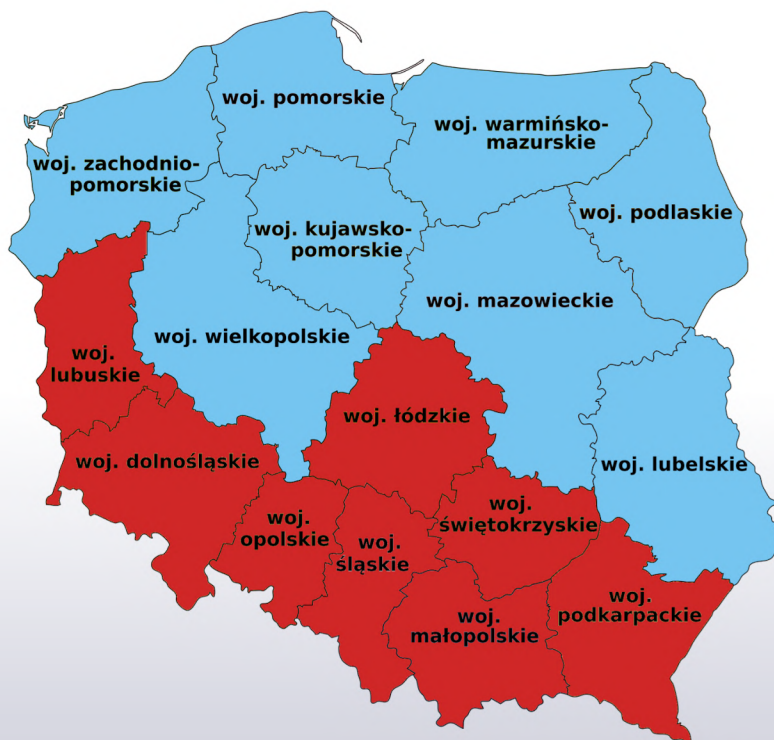 woj. pomorskie
woj. warmińsko-
mazurskie
woj. zachodnio-
pomorskie
woj. podlaskie
woj. kujawsko-
pomorskie
woj. mazowieckie
woj. wielkopolskie
woj.
lubuskie
woj. łódzkie
woj. dolnośląskie
woj. lubelskie
woj.
opolskie
woj.
śląskie
woj.
świętokrzyskie
woj.
małopolskie
woj.
podkarpackie